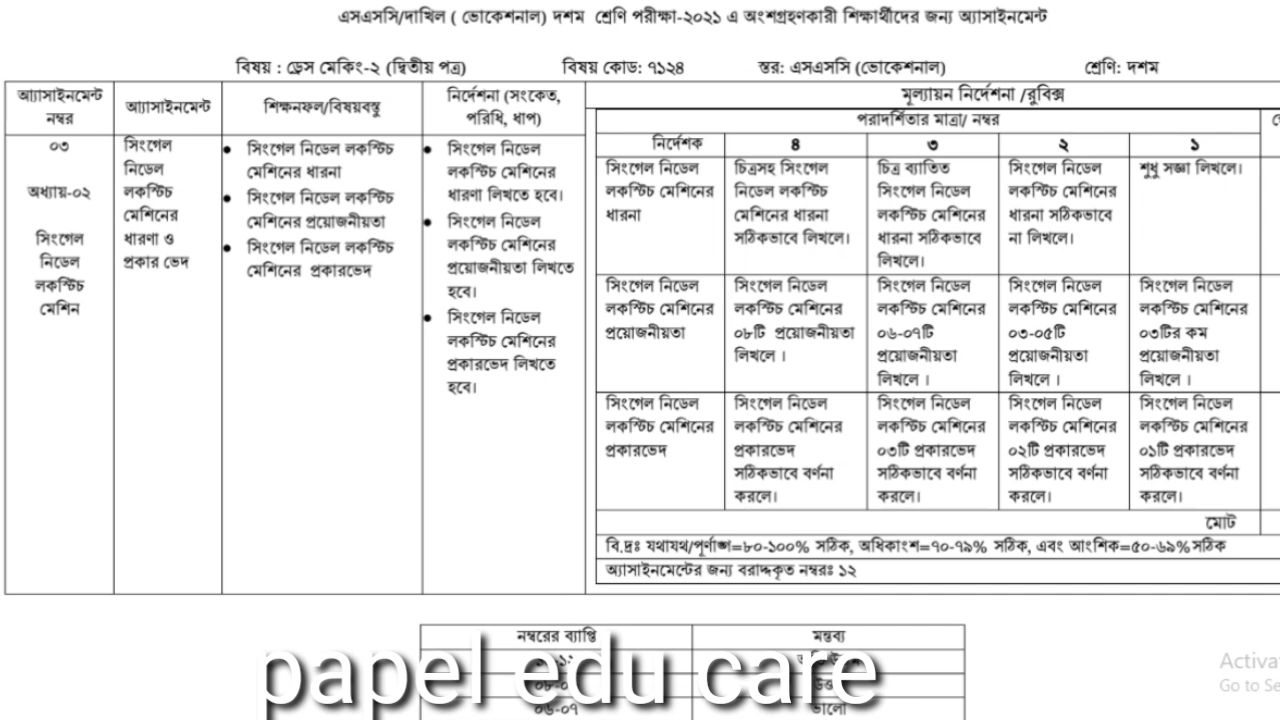 এসএসসি/দাখিল ( ভোকেশনাল) দশম শ্রেণি পরীক্ষা-২০২১ এ অংশগ্রহণকারী শিক্ষার্থীদের জন্য অ্যাসাইনমেন্ট
বিষয় : ড্রেস মেকিং-২ (দ্বিতীয় পত্র) বিষয় কোড: ৭১২৪ স্তর: এসএসসি (ভোকেশনাল) শ্রেণি: দশম
আ্যাসাইনমেন্ট
নম্বর
আ্যাসাইনমেন্ট
শিক্ষনফল/বিষয়বস্তু
নির্দেশনা (সংকেত,
পরিধি, ধাপ)
মূল্যায়ন নির্দেশনা /রুবিক্স
পরাদর্শিতার মাত্রা/ নম্বর
নির্দেশক ৪ ৩ ২ ১
০৩
অধ্যায়-০২
সিংগেল
নিডেল
লকস্টিচ
মেশিন
সিংগেল
নিডেল
লকস্টিচ
মেশিনের
ধারণা ও
প্রকার ভেদ
• সিংগেল নিডেল লকস্টিচ
মেশিনের ধারনা
• সিংগেল নিডেল লকস্টিচ
মেশিনের প্রয়োজনীয়তা
• সিংগেল নিডেল লকস্টিচ
মেশিনের প্রকারভেদ
• সিংগেল নিডেল
লকস্টিচ মেশিনের
ধারণা লিখতে হবে।
• সিংগেল নিডেল
লকস্টিচ মেশিনের
প্রয়োজনীয়তা লিখতে
হবে।
• সিংগেল নিডেল
লকস্টিচ মেশিনের
প্রকারভেদ লিখতে
হবে।
সিংগেল নিডেল
লকস্টিচ মেশিনের
ধারনা
চিত্রসহ সিংগেল
নিডেল লকস্টিচ
মেশিনের ধারনা
সঠিকভাবে লিখলে।
চিত্র ব্যাতিত
সিংগেল নিডেল
লকস্টিচ মেশিনের
ধারনা সঠিকভাবে
লিখলে।
সিংগেল নিডেল
লকস্টিচ মেশিনের
ধারনা সঠিকভাবে
না লিখলে।
শুধু সজ্ঞা লিখলে।
সিংগেল নিডেল
লকস্টিচ মেশিনের
প্রয়োজনীয়তা
সিংগেল নিডেল
লকস্টিচ মেশিনের
০৮টি প্রয়োজনীয়তা
লিখলে ।
সিংগেল নিডেল
লকস্টিচ মেশিনের
০৬-০৭টি
প্রয়োজনীয়তা
লিখলে ।
সিংগেল নিডেল
লকস্টিচ মেশিনের
০৩-০৫টি
প্রয়োজনীয়তা
লিখলে ।
সিংগেল নিডেল
লকস্টিচ মেশিনের
০৩টির কম
প্রয়োজনীয়তা
লিখলে ।
সিংগেল নিডেল
লকস্টিচ মেশিনের
প্রকারভেদ
সিংগেল নিডেল
লকস্টিচ মেশিনের
প্রকারভেদ
সঠিকভাবে বর্ণনা
করলে।
সিংগেল নিডেল
লকস্টিচ মেশিনের
০৩টি প্রকারভেদ
সঠিকভাবে বর্ণনা
করলে।
সিংগেল নিডেল
লকস্টিচ মেশিনের
০২টি প্রকারভেদ
সঠিকভাবে বর্ণনা
করলে।
সিংগেল নিডেল
লকস্টিচ মেশিনের
০১টি প্রকারভেদ
সঠিকভাবে বর্ণনা
করলে।
মোট
বি.দ্রঃ যথাযথ/পূর্ণাঙ্গ=৮০-১০০% সঠিক, অধিকাংশ=৭০-৭৯% সঠিক, এবং আংশিক=৫০-৬৯%সঠিক
অ্যাসাইনমেন্টের জন্য বরাদ্দকৃত নম্বরঃ ১২
নম্বরের ব্যাপ্তি মন্তব্য
papel edu care
০৬-০৭ ভালো
Go to